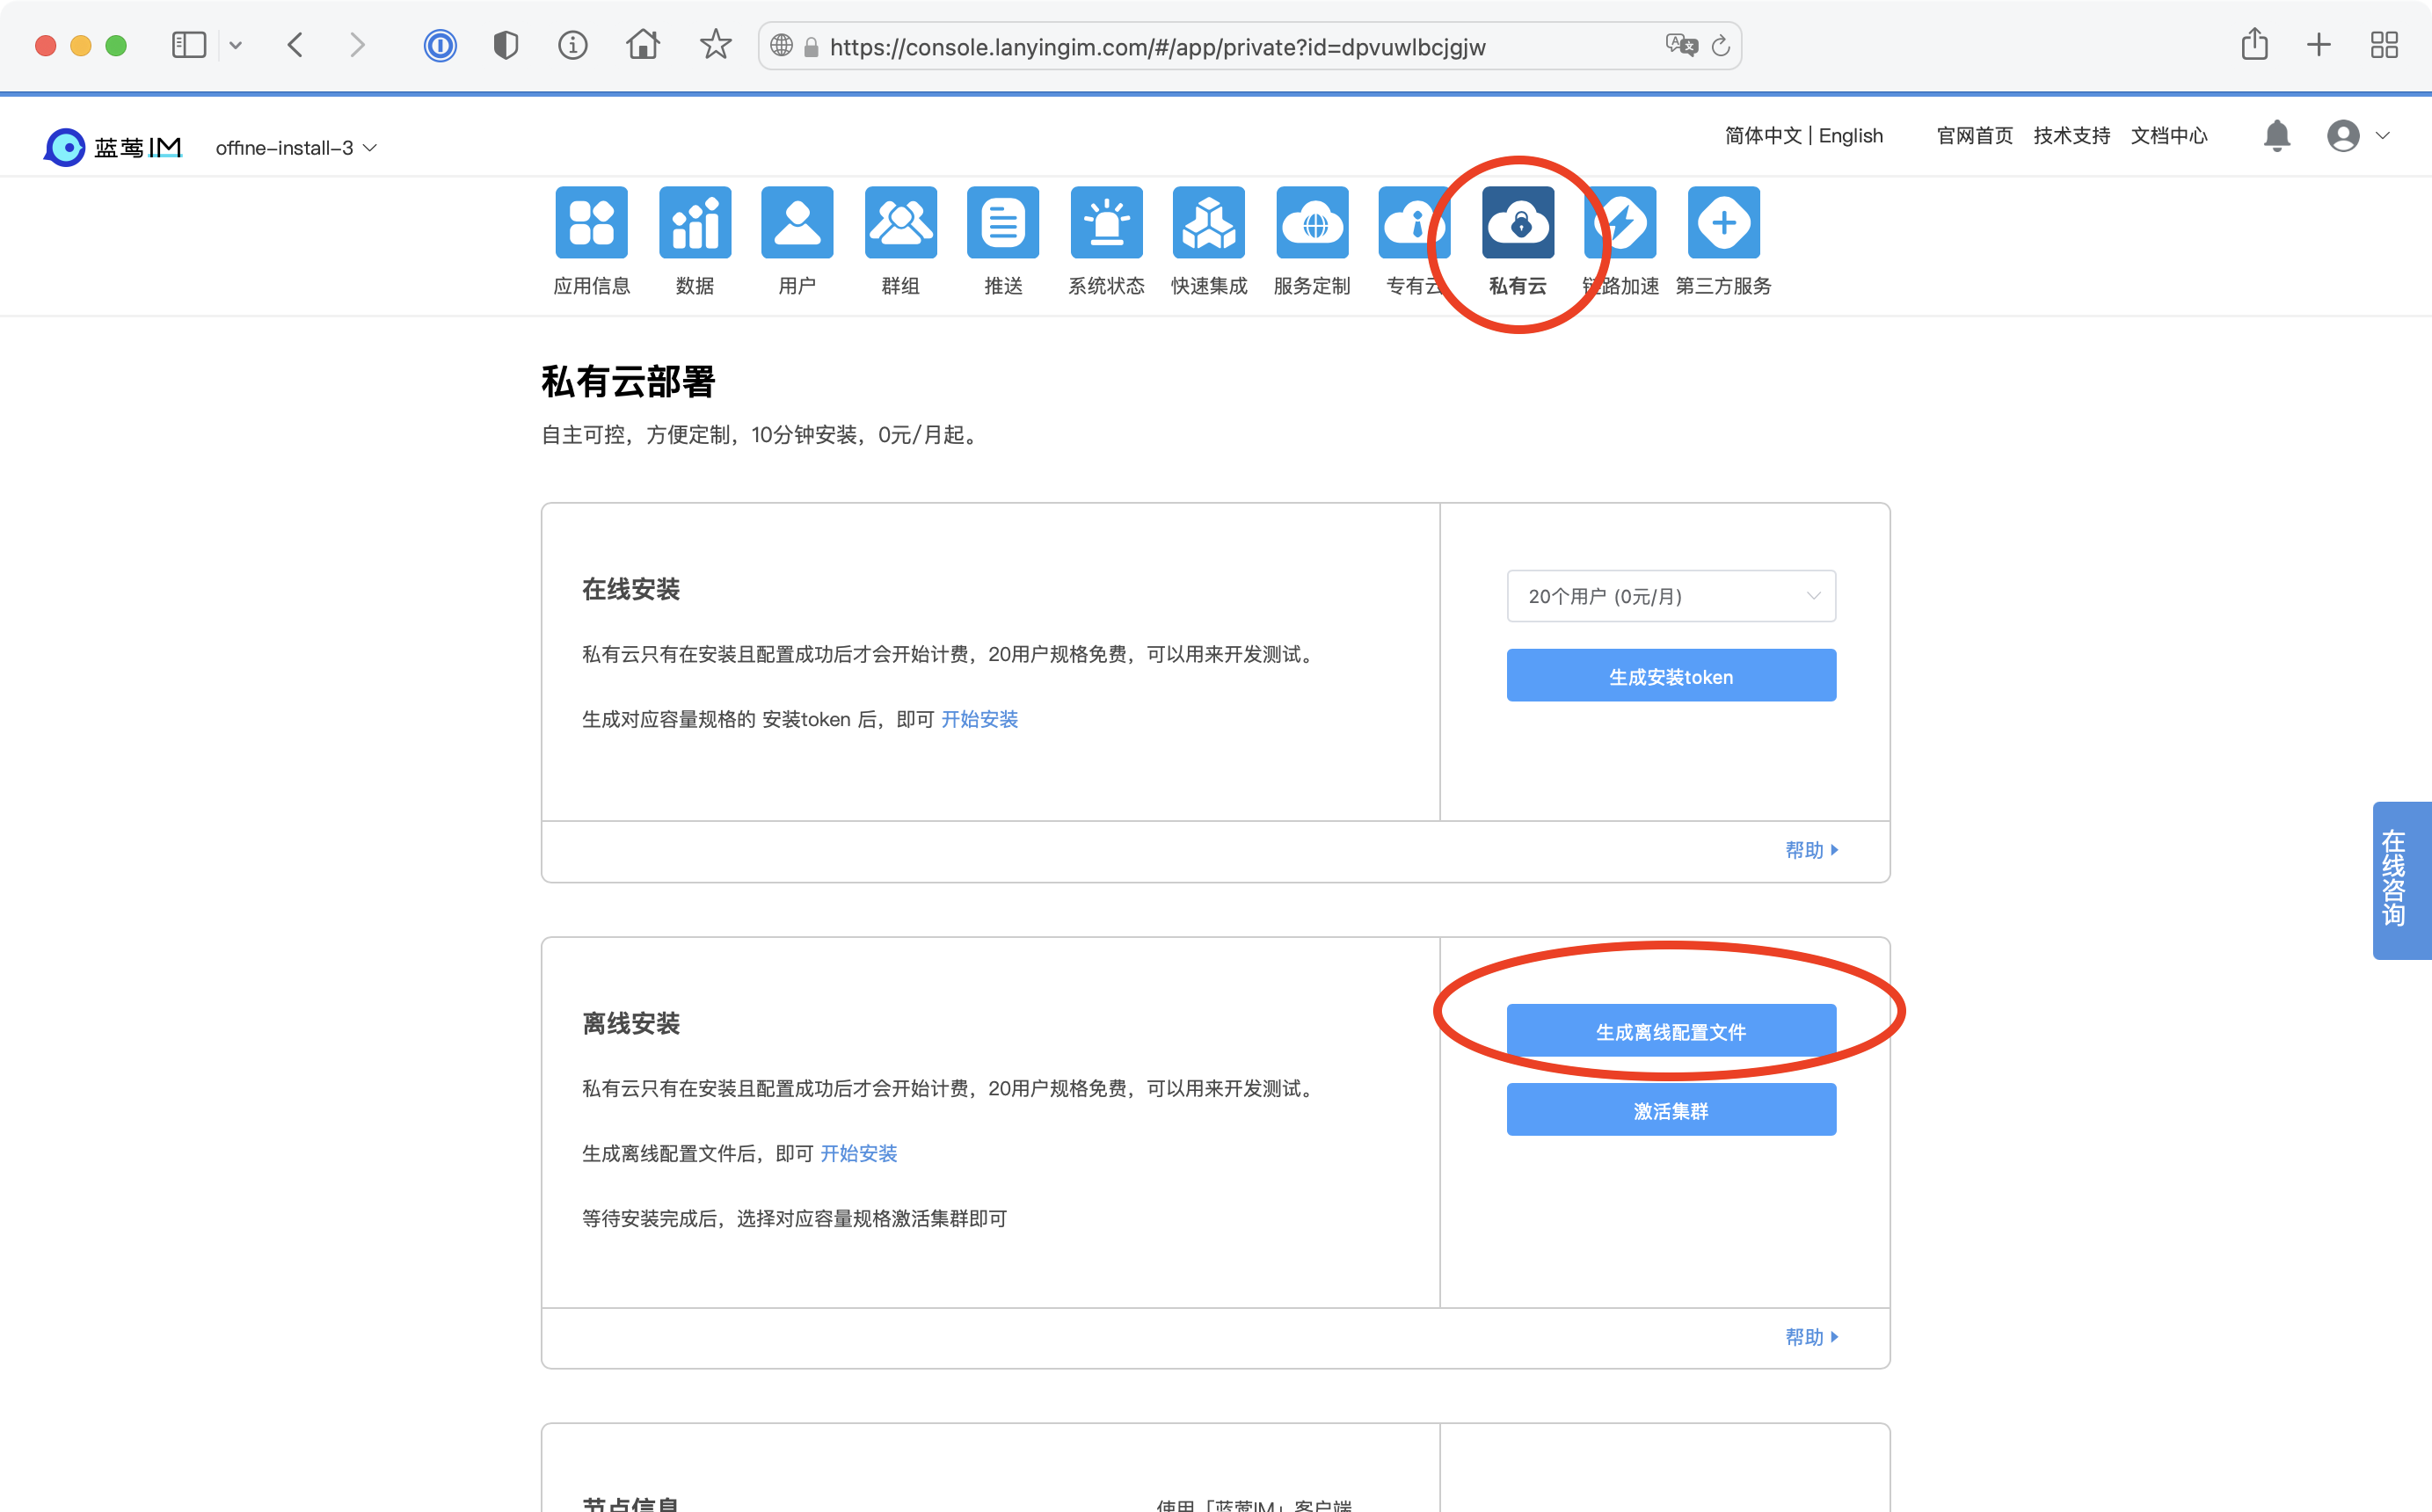 https://console.lanyingim.com/#/app/private?id=dpvuwlbcjgjw
蓝莺IM
offine-install-3
简体中文 | English
官网首页
技术支持
文档中心
应用信息
数据
用户
群组
推送
系统状态
快速集成
服务定制
专有云
私有云
链路加速
第三方服务
私有云部署
自主可控，方便定制，10分钟安装，0元/月起。
在线安装
20个用户 (0元/月)
私有云只有在安装且配置成功后才会开始计费，20用户规格免费，可以用来开发测试。
生成安装token
生成对应容量规格的 安装token 后，即可 开始安装
帮助
在线咨询
离线安装
生成离线配置文件
私有云只有在安装且配置成功后才会开始计费，20用户规格免费，可以用来开发测试。
激活集群
生成离线配置文件后，即可 开始安装
等待安装完成后，选择对应容量规格激活集群即可
帮助
节点信息
使用「蓝莺IM」客户端